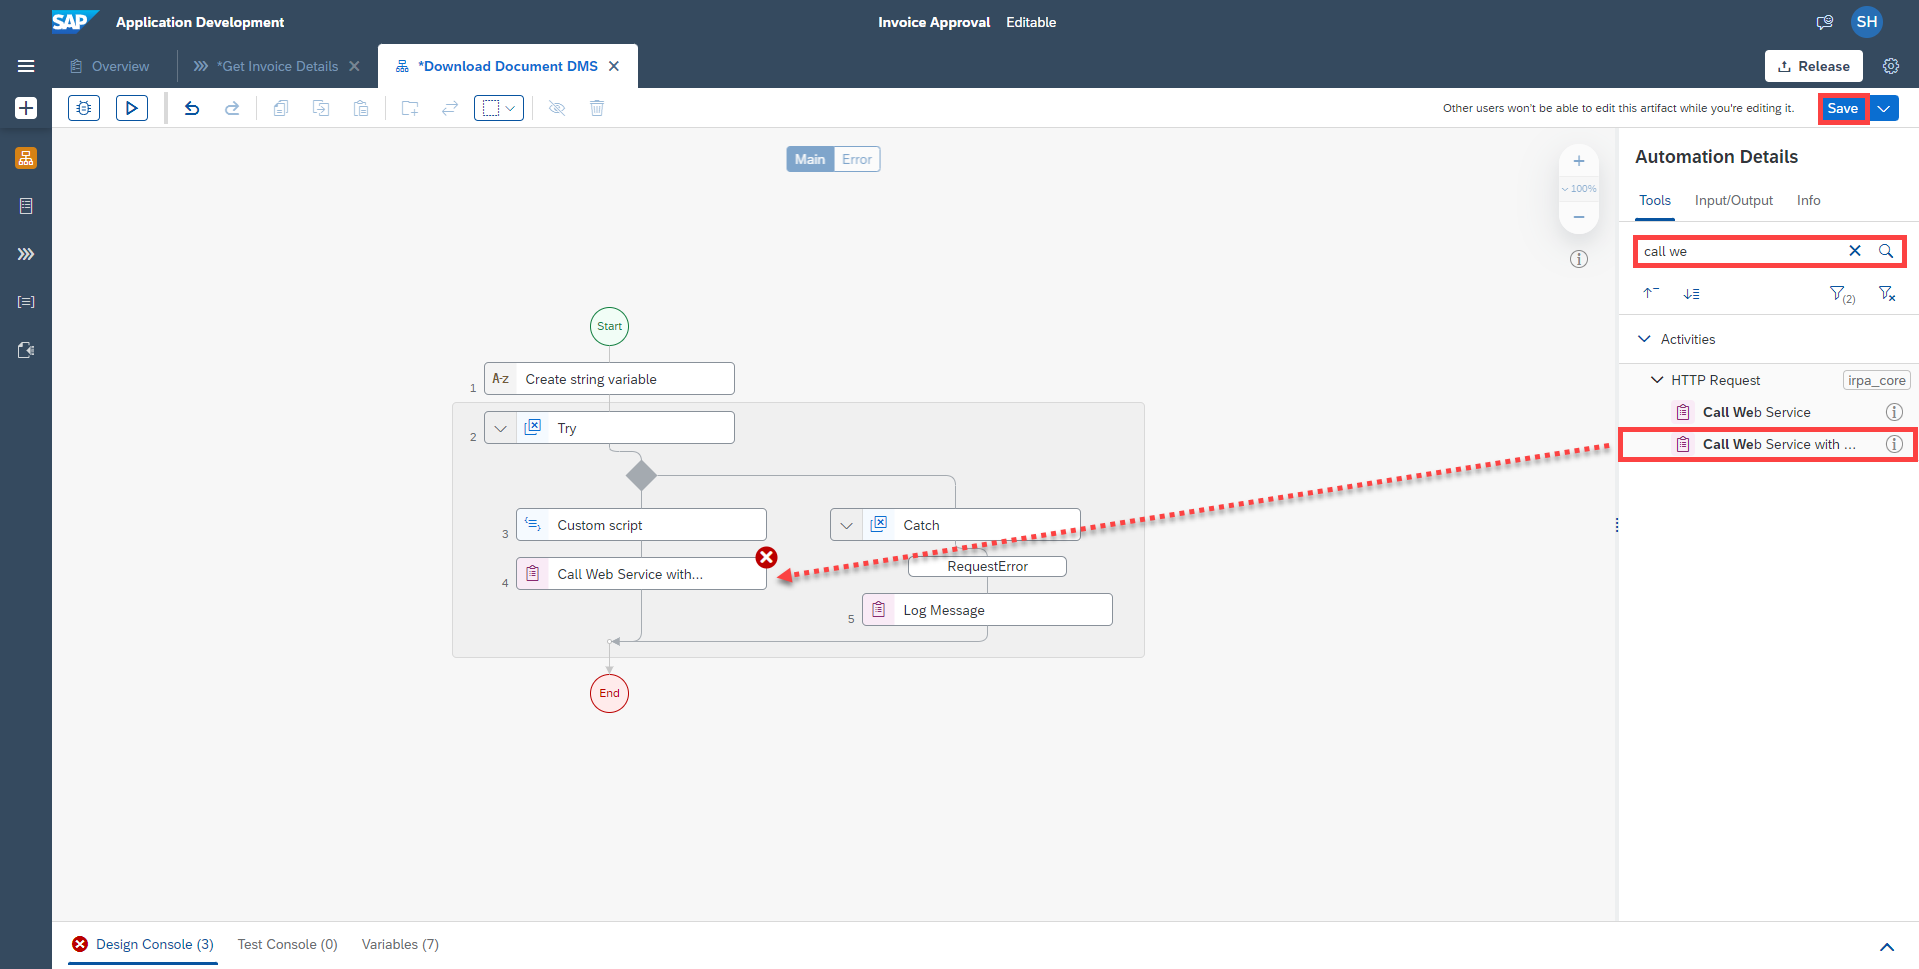 SAP Application Development
Invoice Approval Editable
SH
Overview
*Get Invoice Details
*Download Document DMS
Release
Other users won't be able to edit this artifact while you're editing it.
Save
Main Error
100%
Automation Details
Tools Input/Output Info
call we
(2)
Activities
HTTP Request irpa_core
Call Web Service
Call Web Service with ...
Start
1 A-z Create string variable
2 Try
3 Custom script
Catch
4 Call Web Service with...
RequestError
5 Log Message
End
Design Console (3) Test Console (0) Variables (7)